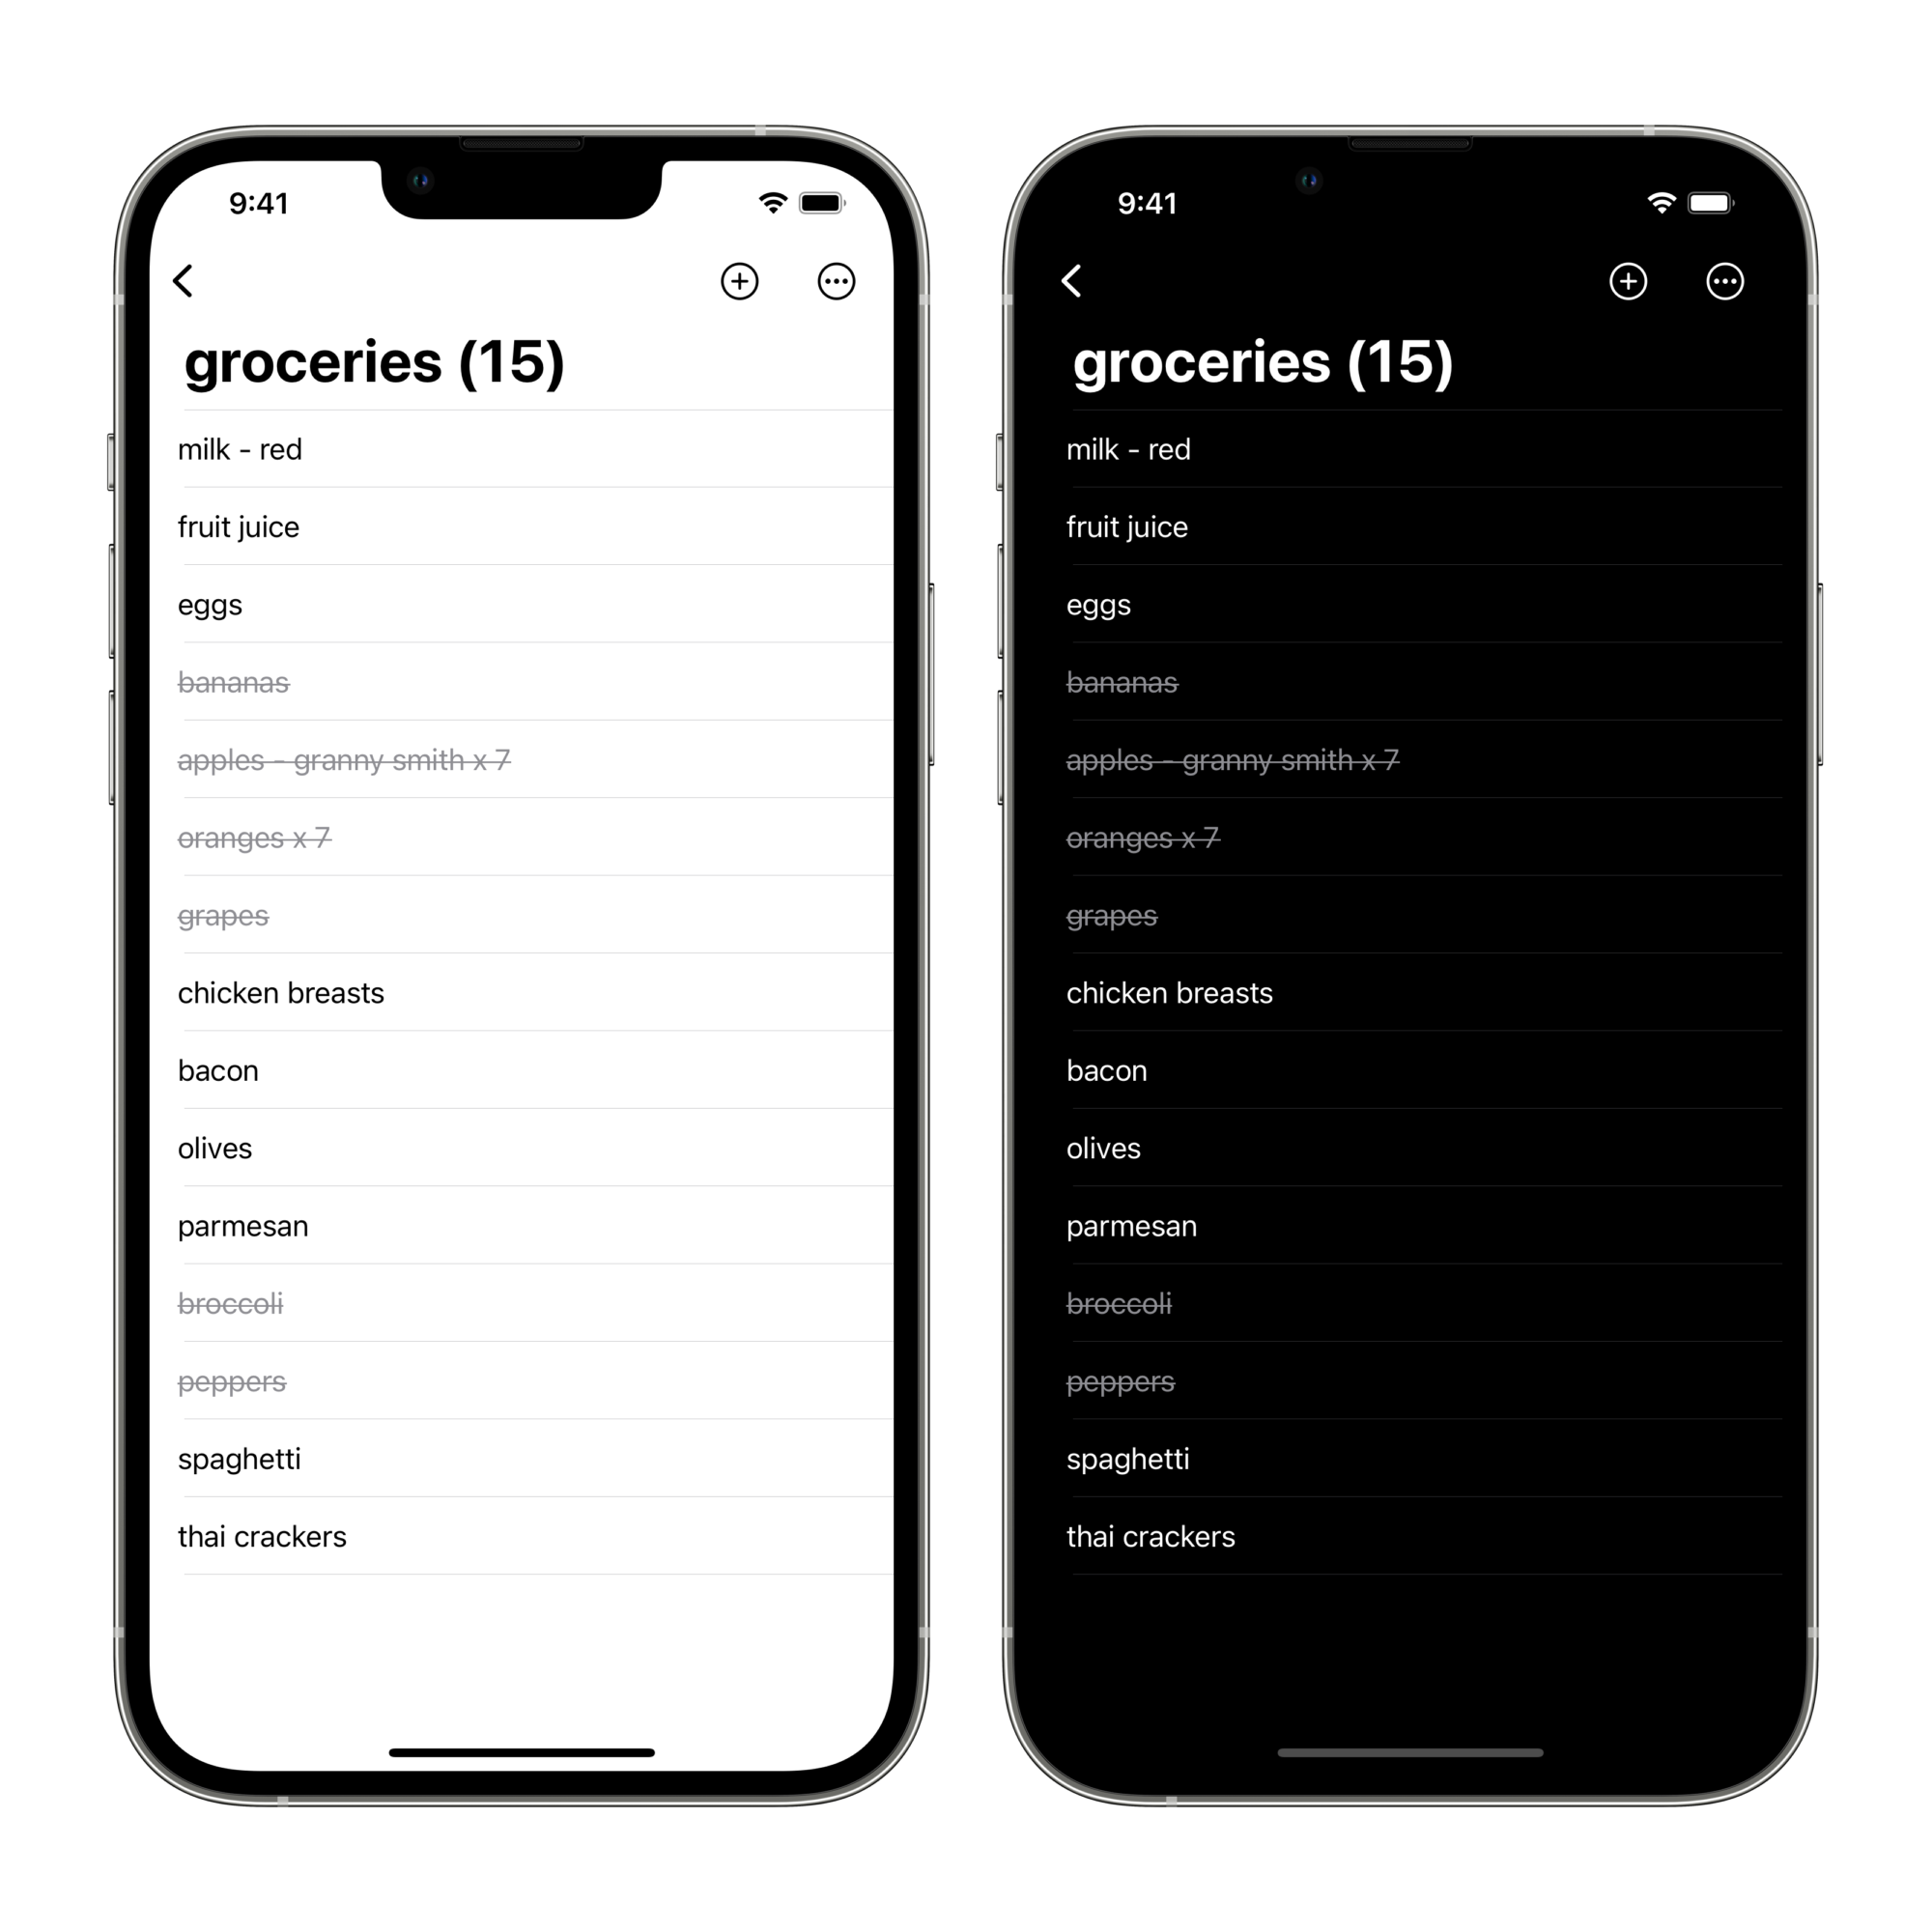 9:41
groceries (15)
milk - red
fruit juice
eggs
bananas
apples - granny smith x 7
oranges x 7
grapes
chicken breasts
bacon
olives
parmesan
broccoli
peppers
spaghetti
thai crackers
9:41
groceries (15)
milk - red
fruit juice
eggs
bananas
apples - granny smith x 7
oranges x 7
grapes
chicken breasts
bacon
olives
parmesan
broccoli
peppers
spaghetti
thai crackers